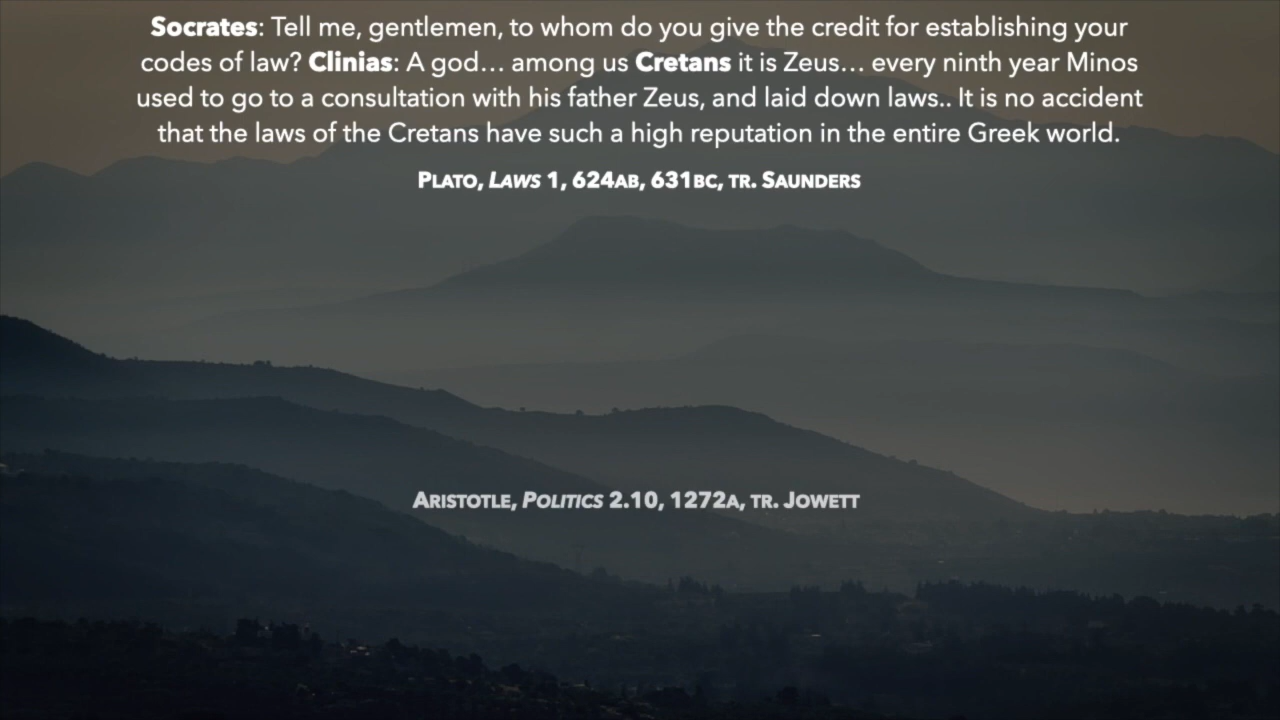 Socrates: Tell me, gentlemen, to whom do you give the credit for establishing your
codes of law? Clinias: A god… among us Cretans it is Zeus… every ninth year Minos
used to go to a consultation with his father Zeus, and laid down laws.. It is no accident
that the laws of the Cretans have such a high reputation in the entire Greek world.
Plato, Laws 1, 624ab, 631bc, tr. Saunders
Aristotle, Politics 2.10, 1272a, tr. Jowett